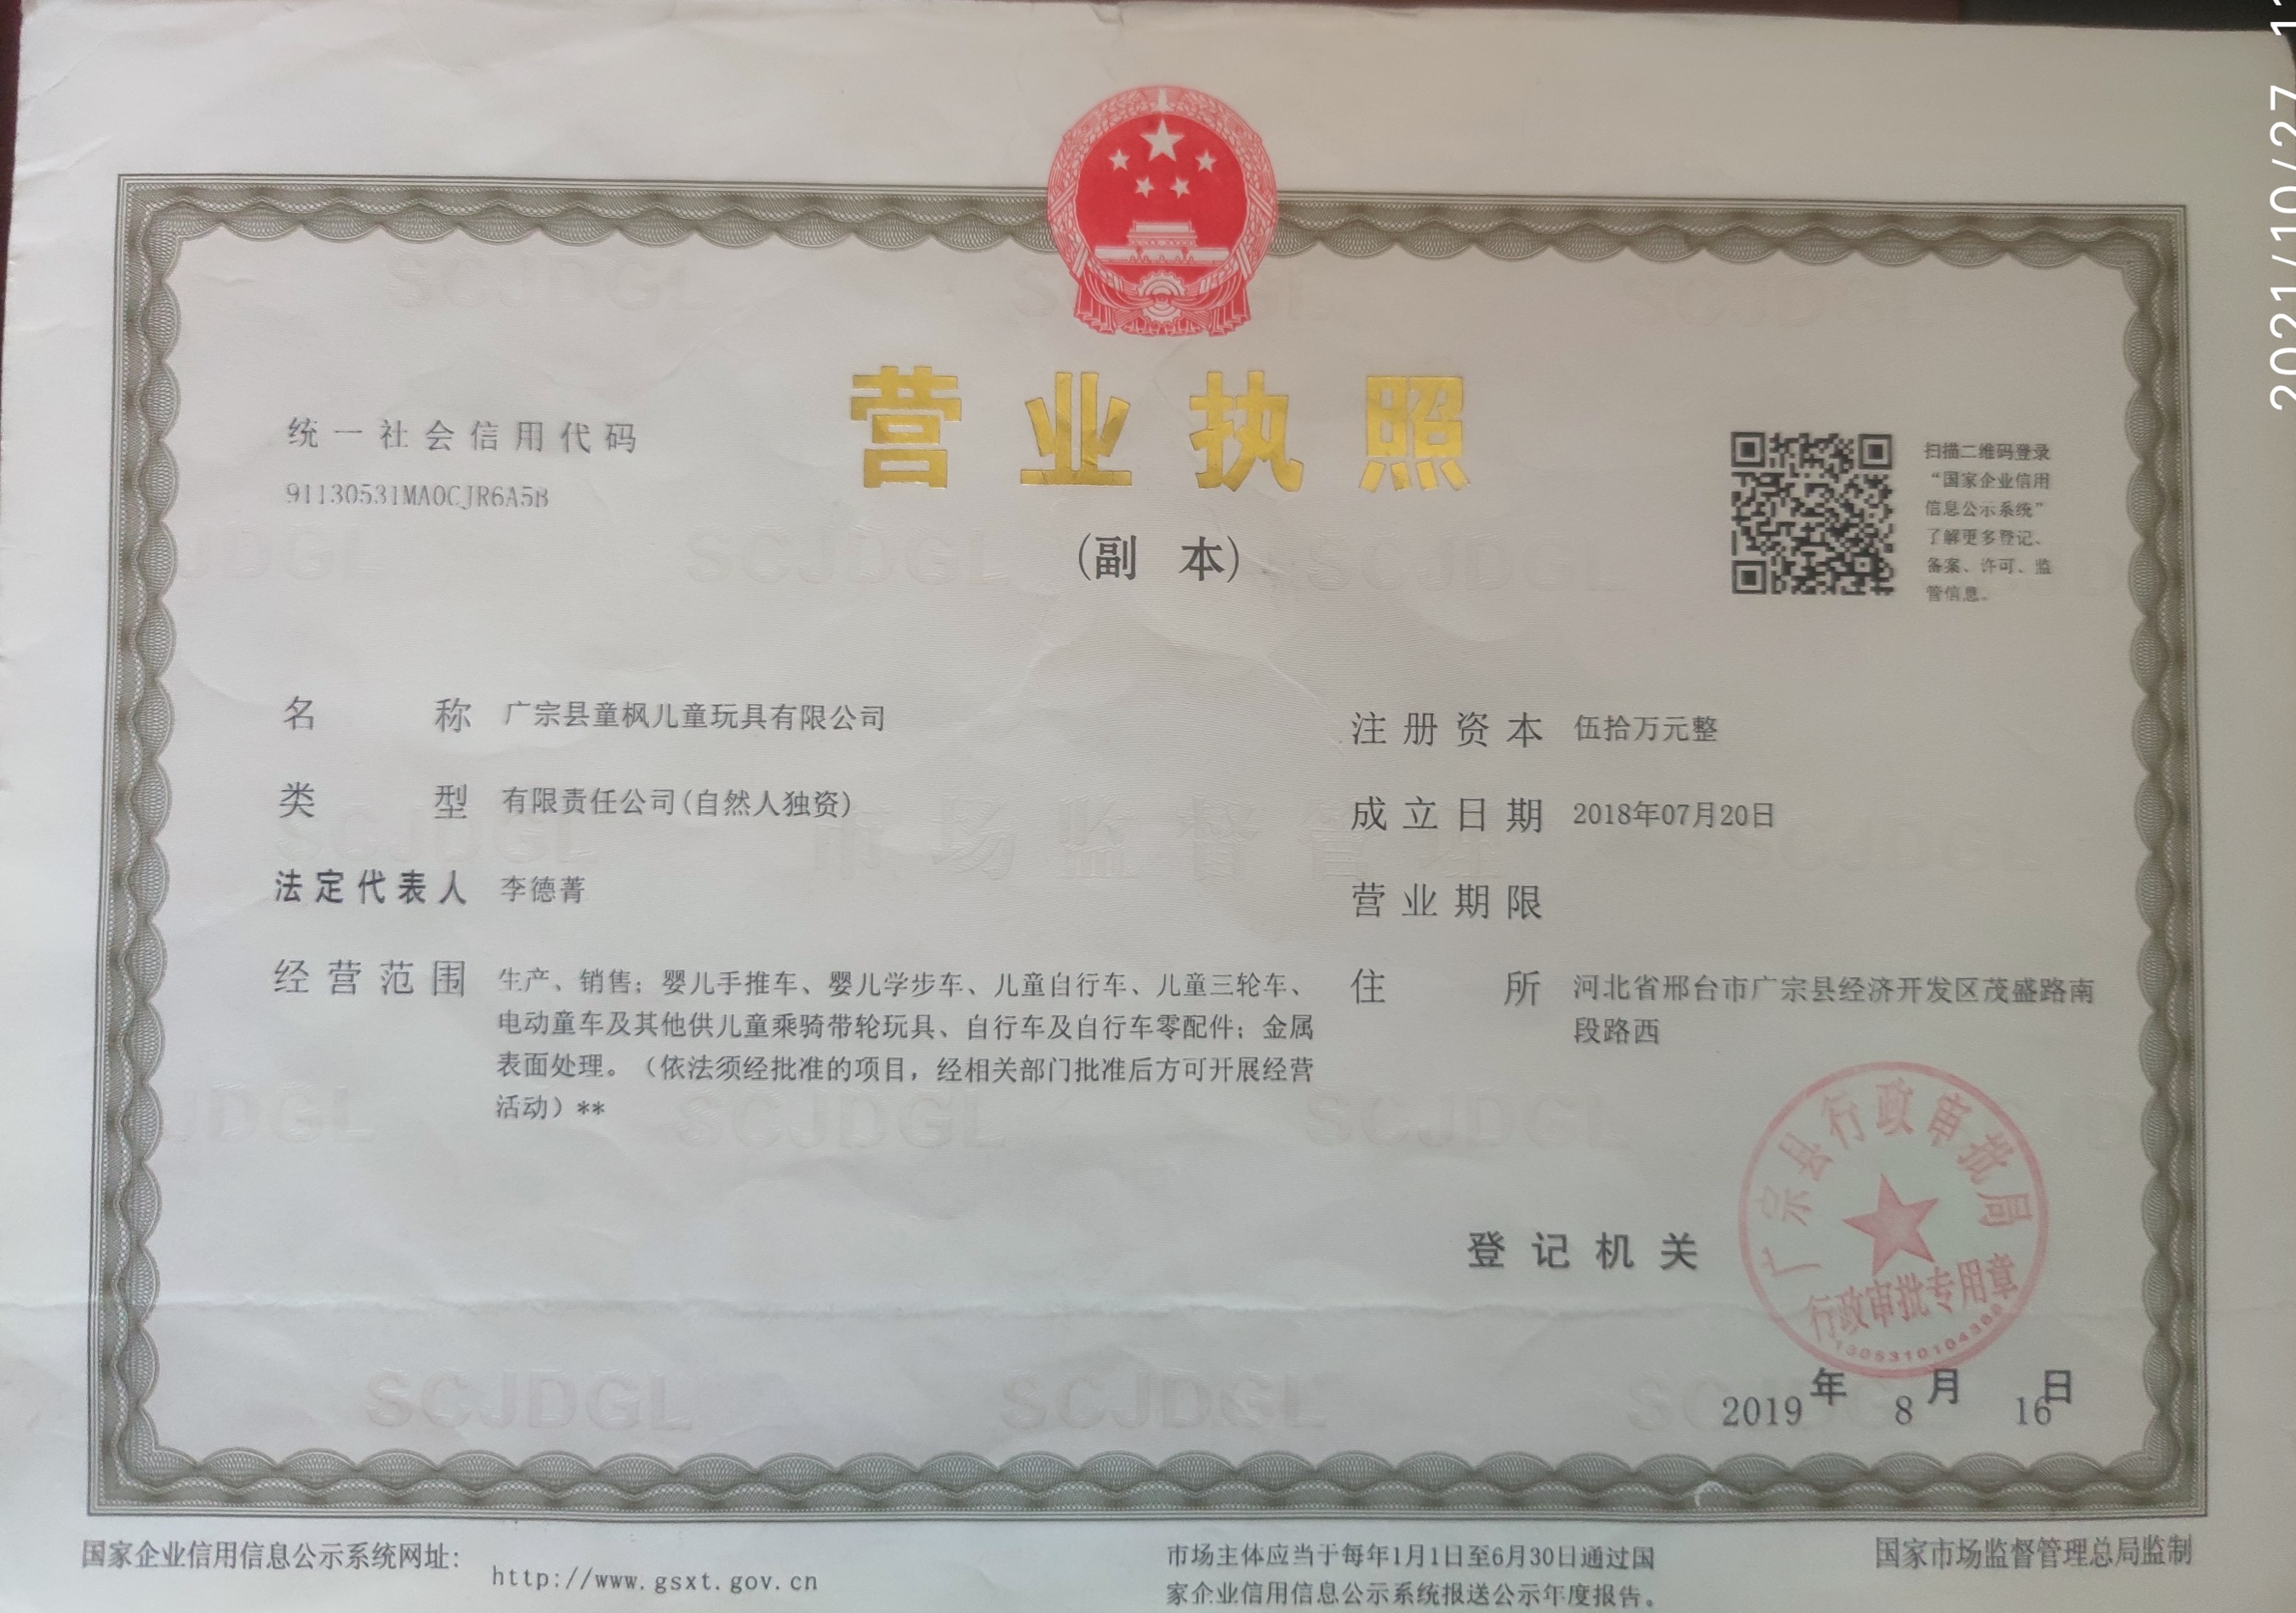 2021/10/27
营业执照
(副 本)
统一社会信用代码
91130531MA0CJR6A5B
扫描二维码登录
“国家企业信用
信息公示系统”
了解更多登记、
备案、许可、监
管信息。
名 称 广宗县童枫儿童玩具有限公司
类 型 有限责任公司(自然人独资)
法定代表人 李德菁
经营范围 生产、销售；婴儿手推车、婴儿学步车、儿童自行车、儿童三轮车、
电动童车及其他供儿童乘骑带轮玩具、自行车及自行车零配件；金属
表面处理。（依法须经批准的项目，经相关部门批准后方可开展经营
活动）**
注册资本 伍拾万元整
成立日期 2018年07月20日
营业期限
住 所 河北省邢台市广宗县经济开发区茂盛路南
段路西
登记机关
广宗县行政审批局
行政审批专用章
2019年 8月 16日
SCJDGL
市场监督管理
国家企业信用信息公示系统网址:
http://www.gsxt.gov.cn
市场主体应当于每年1月1日至6月30日通过国
家企业信用信息公示系统报送公示年度报告。
国家市场监督管理总局监制